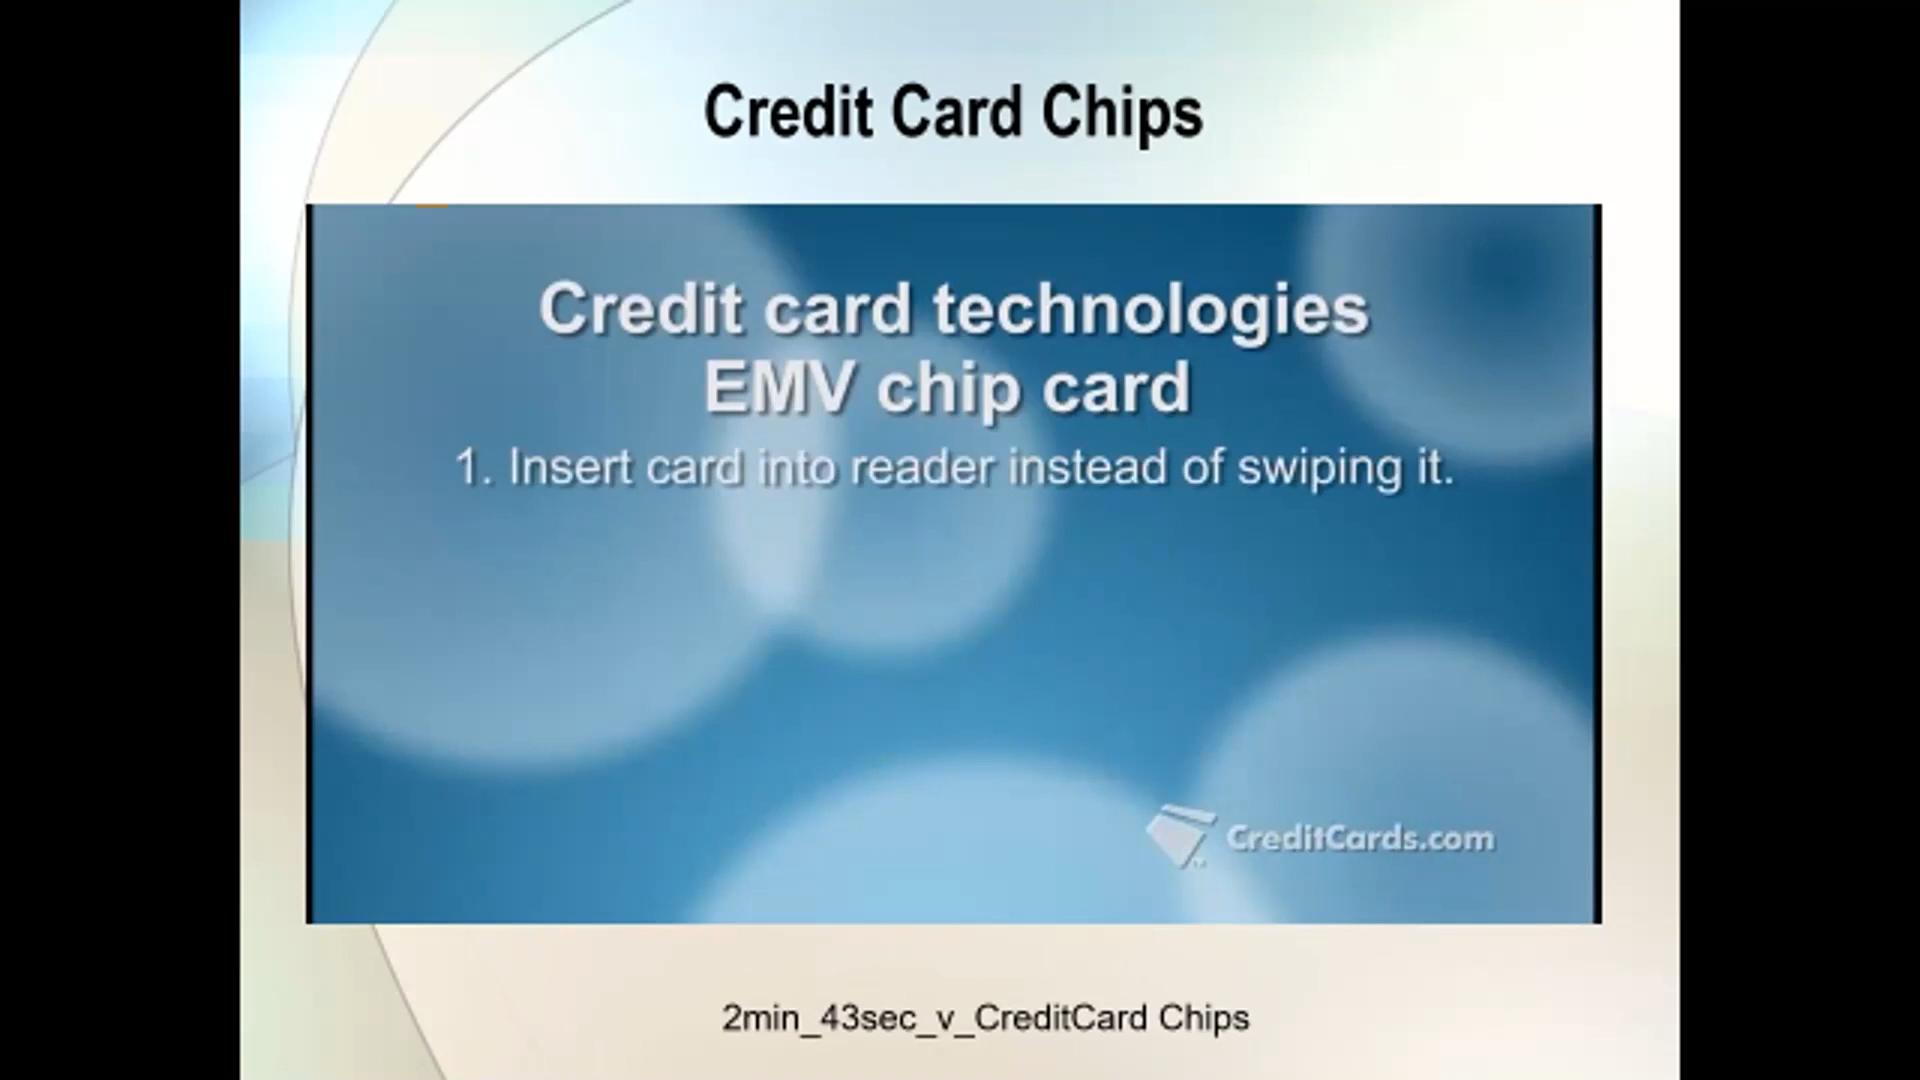 Credit Card Chips
Credit card technologies
EMV chip card
1. Insert card into reader instead of swiping it.
CreditCards.com
2min_43sec_v_CreditCard Chips